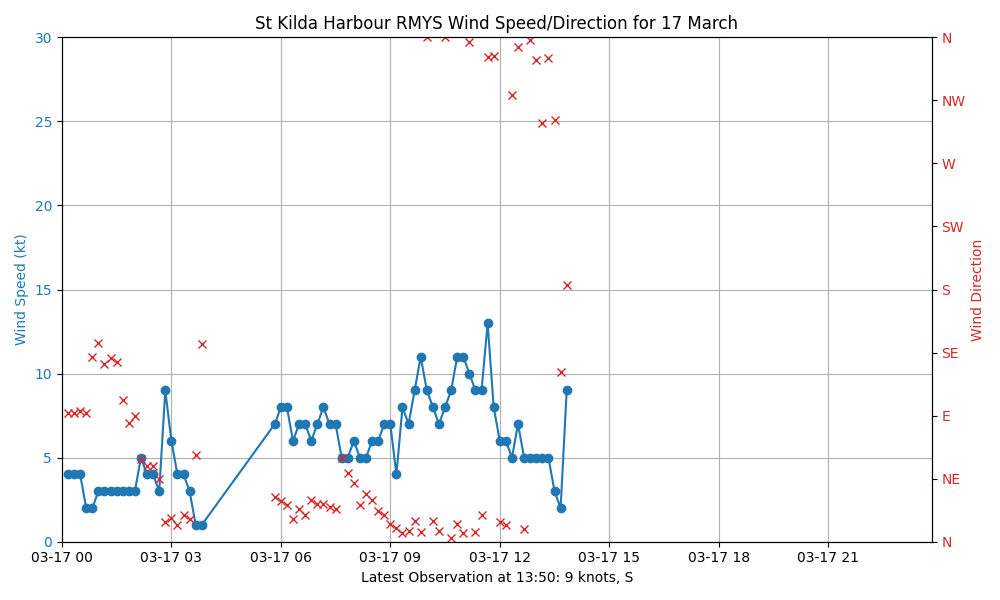 St Kilda Harbour RMYS Wind Speed/Direction for 17 March
30
25
20
15
10
5
0
Wind Speed (kt)
N
NW
W
SW
S
SE
E
NE
N
Wind Direction
03-17 00
03-17 03
03-17 06
03-17 09
03-17 12
03-17 15
03-17 18
03-17 21
Latest Observation at 13:50: 9 knots, S